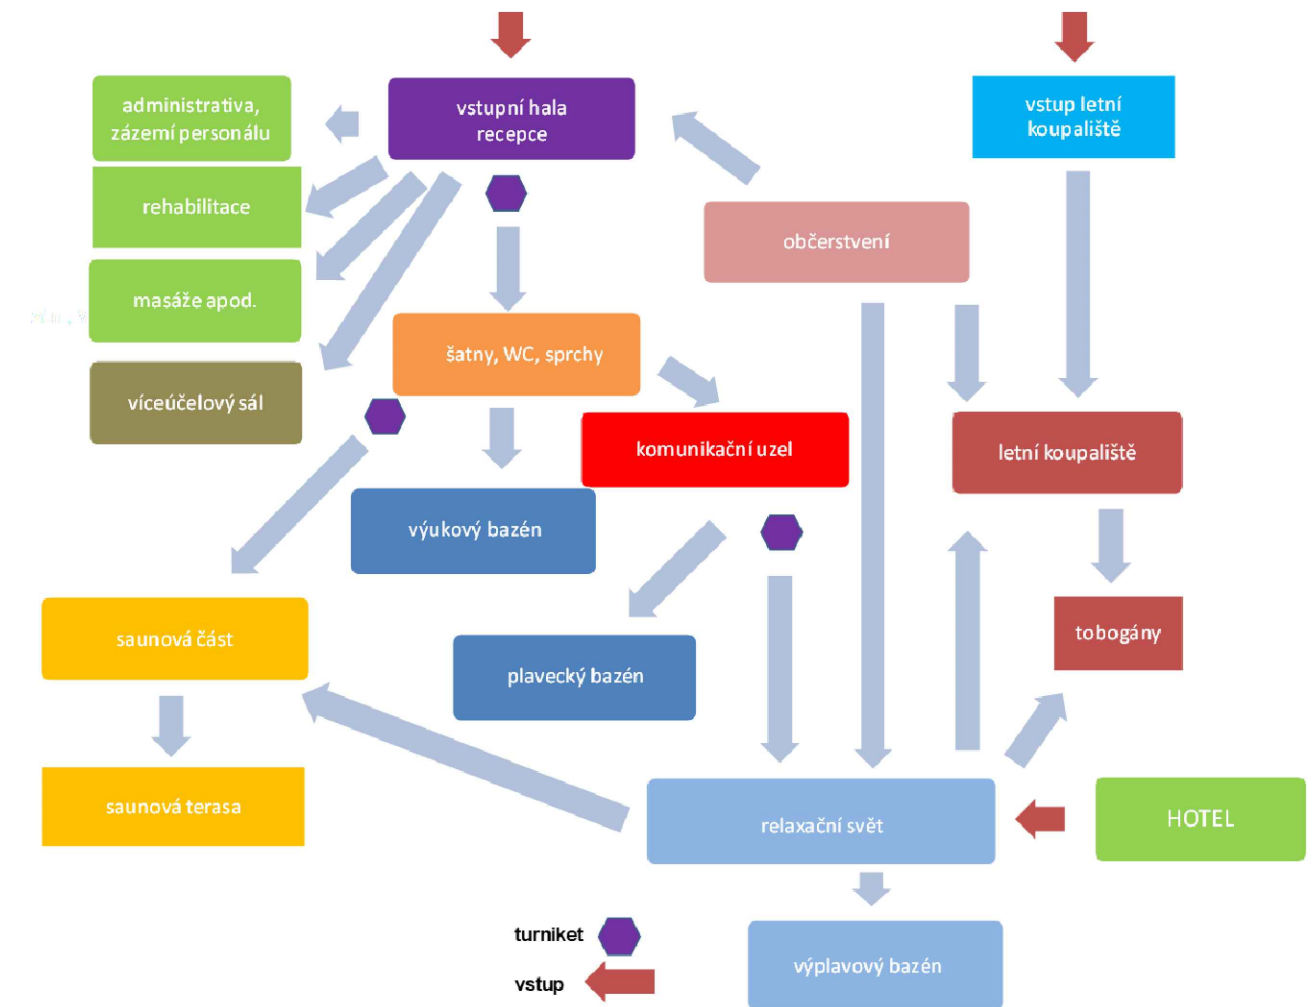 administrativa,
zázemí personálu
vstupní hala
recepce
vstup letní
koupaliště
rehabilitace
občerstvení
masáže apod.
šatny, WC, sprchy
víceúčelový sál
komunikační uzel
letní koupaliště
výukový bazén
saunová část
plavecký bazén
tobogány
saunová terasa
relaxační svět
HOTEL
turniket
výplavový bazén
vstup